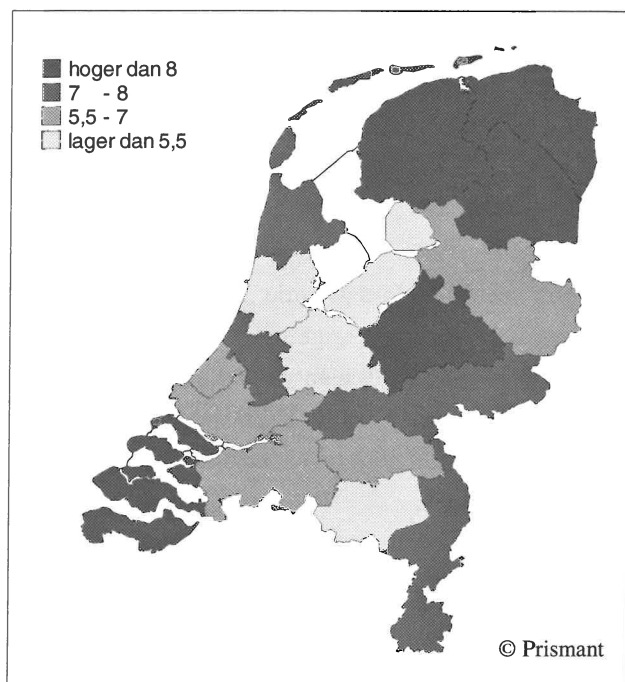 hoger dan 8
7 - 8
5,5 - 7
lager dan 5,5
© Prismant